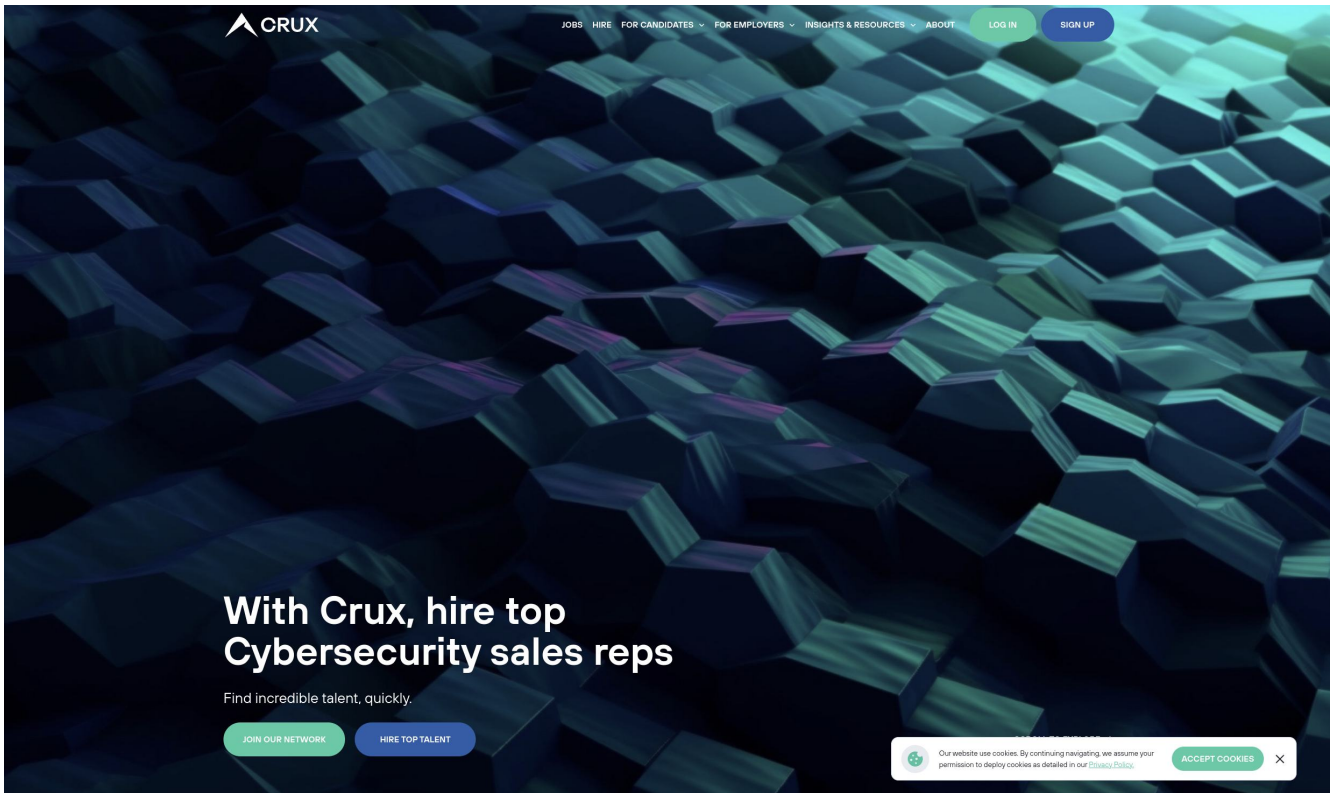 CRUX
JOBS HIRE FOR CANDIDATES FOR EMPLOYERS INSIGHTS & RESOURCES ABOUT LOG IN SIGN UP
With Crux, hire top
Cybersecurity sales reps
Find incredible talent, quickly.
JOIN OUR NETWORK HIRE TOP TALENT
Our website use cookies. By continuing navigating, we assume your
permission to deploy cookies as detailed in our Privacy Policy.
ACCEPT COOKIES